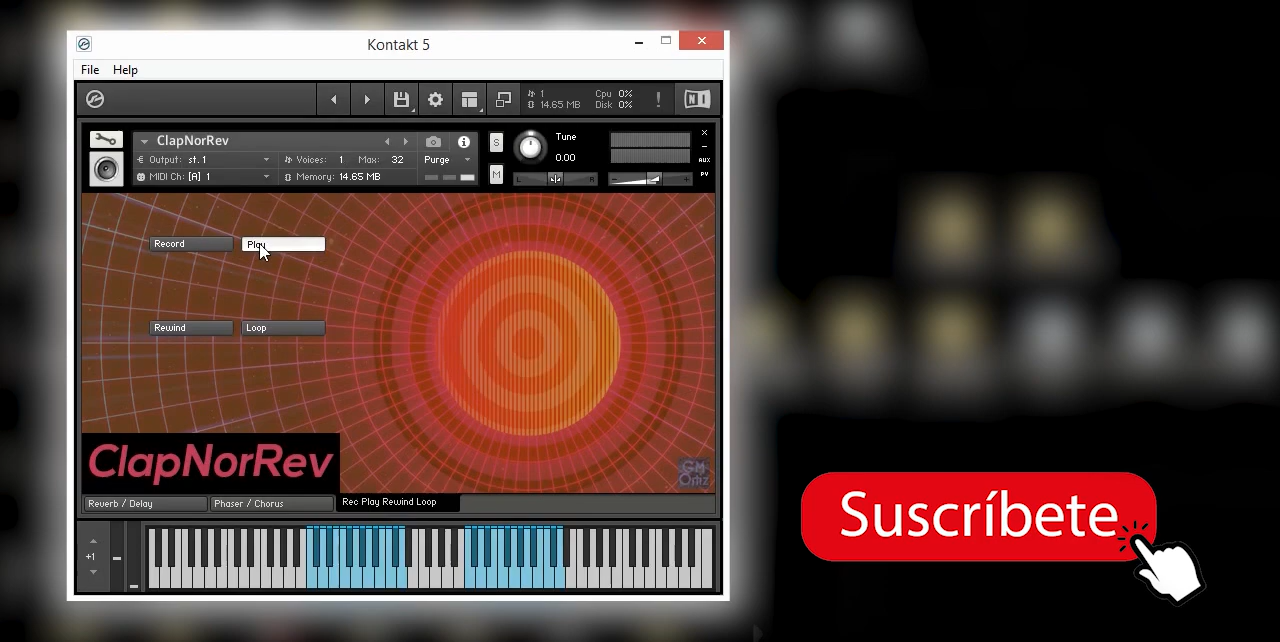 Kontakt 5
File Help
1
14.65 MB
Cpu 0%
Disk 0%
!
NI
ClapNorRev
Output: st.1
Voices: 1 Max: 32
Purge
MIDI Ch: [A] 1
Memory: 14.65 MB
S
M
Tune
0.00
L R
AUX
PV
Record
Play
Rewind
Loop
ClapNorRev
GM
Ortiz
Reverb / Delay
Phaser / Chorus
Rec Play Rewind Loop
+1
Suscríbete